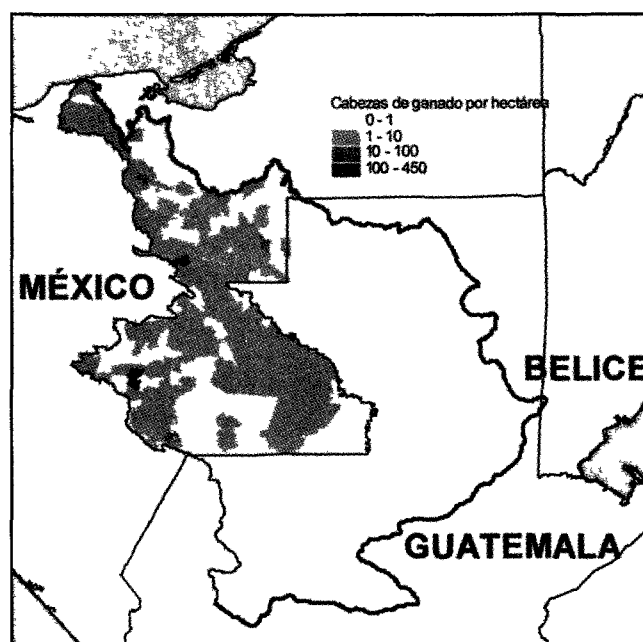 Cabezas de ganado por hectárea
0 - 1
1 - 10
10 - 100
100 - 450
MÉXICO
BELICE
GUATEMALA